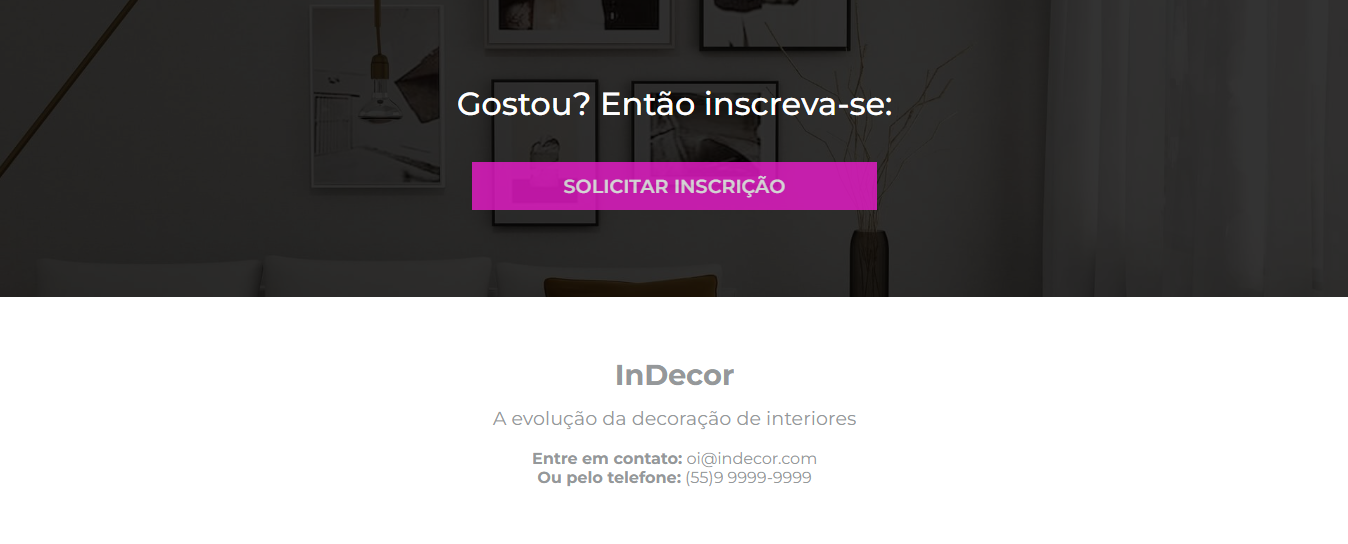 Gostou? Então inscreva-se:
SOLICITAR INSCRIÇÃO
InDecor
A evolução da decoração de interiores
Entre em contato: oi@indecor.com
Ou pelo telefone: (55)9 9999-9999